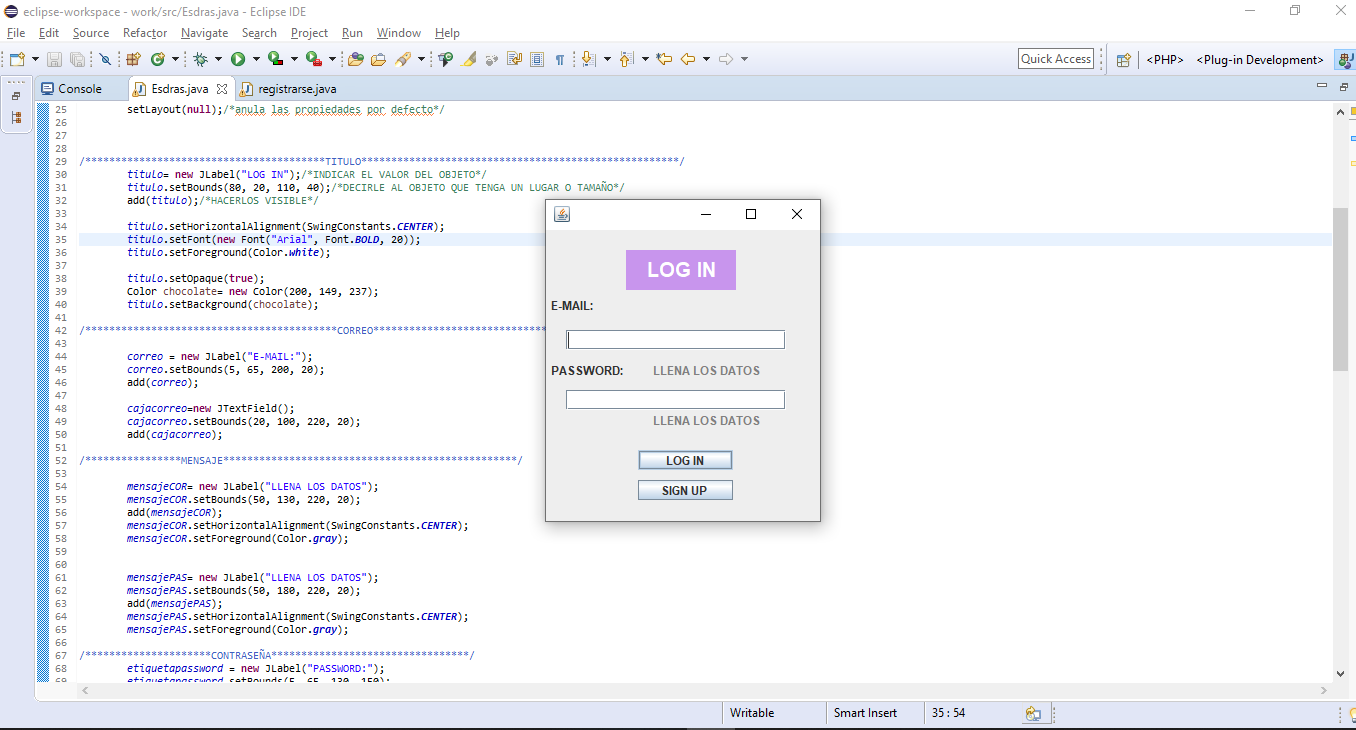 eclipse-workspace - work/src/Esdras.java - Eclipse IDE
File Edit Source Refactor Navigate Search Project Run Window Help
Quick Access <PHP> <Plug-in Development>
Console Esdras.java registrarse.java
25 setLayout(null);/*anula las propiedades por defecto*/
26
27
28
29 /****************************************TITULO*****************************************************/
30 titulo= new JLabel("LOG IN");/*INDICAR EL VALOR DEL OBJETO*/
31 titulo.setBounds(80, 20, 110, 40);/*DECIRLE AL OBJETO QUE TENGA UN LUGAR O TAMAÑO*/
32 add(titulo);/*HACERLOS VISIBLE*/
33
34 titulo.setHorizontalAlignment(SwingConstants.CENTER);
35 titulo.setFont(new Font("Arial", Font.BOLD, 20));
36 titulo.setForeground(Color.white);
37
38 titulo.setOpaque(true);
39 Color chocolate= new Color(200, 149, 237);
40 titulo.setBackground(chocolate);
41
42 /******************************************CORREO*****************************
43
44 correo = new JLabel("E-MAIL:");
45 correo.setBounds(5, 65, 200, 20);
46 add(correo);
47
48 cajacorreo=new JTextField();
49 cajacorreo.setBounds(20, 100, 220, 20);
50 add(cajacorreo);
51
52 /****************MENSAJE*************************************************/
53
54 mensajeCOR= new JLabel("LLENA LOS DATOS");
55 mensajeCOR.setBounds(50, 130, 220, 20);
56 add(mensajeCOR);
57 mensajeCOR.setHorizontalAlignment(SwingConstants.CENTER);
58 mensajeCOR.setForeground(Color.gray);
59
60
61 mensajePAS= new JLabel("LLENA LOS DATOS");
62 mensajePAS.setBounds(50, 180, 220, 20);
63 add(mensajePAS);
64 mensajePAS.setHorizontalAlignment(SwingConstants.CENTER);
65 mensajePAS.setForeground(Color.gray);
66
67 /*********************CONTRASEÑA*********************************/
68 etiquetapassword = new JLabel("PASSWORD:");
69 etiquetapassword.setBounds(5, 65, 130, 150);
LOG IN
E-MAIL:
PASSWORD: LLENA LOS DATOS
LLENA LOS DATOS
LOG IN
SIGN UP
Writable Smart Insert 35 : 54